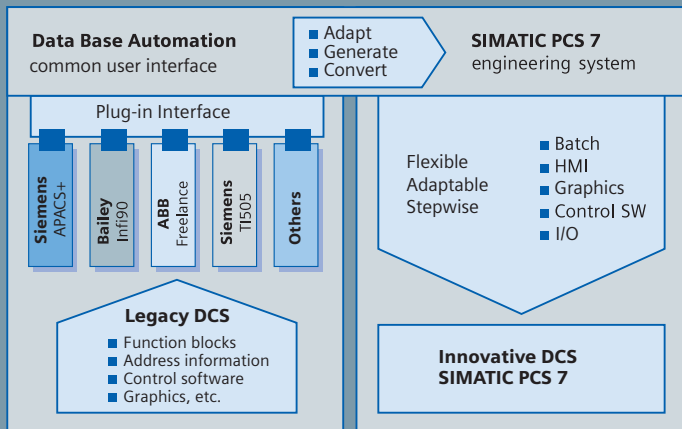 Data Base Automation
common user interface
Adapt
Generate
Convert
SIMATIC PCS 7
engineering system
Plug-in Interface
Siemens
APACS+
Bailey
Infi90
ABB
Freelance
Siemens
TI505
Others
Legacy DCS
Function blocks
Address information
Control software
Graphics, etc.
Flexible
Adaptable
Stepwise
Batch
HMI
Graphics
Control SW
I/O
Innovative DCS
SIMATIC PCS 7